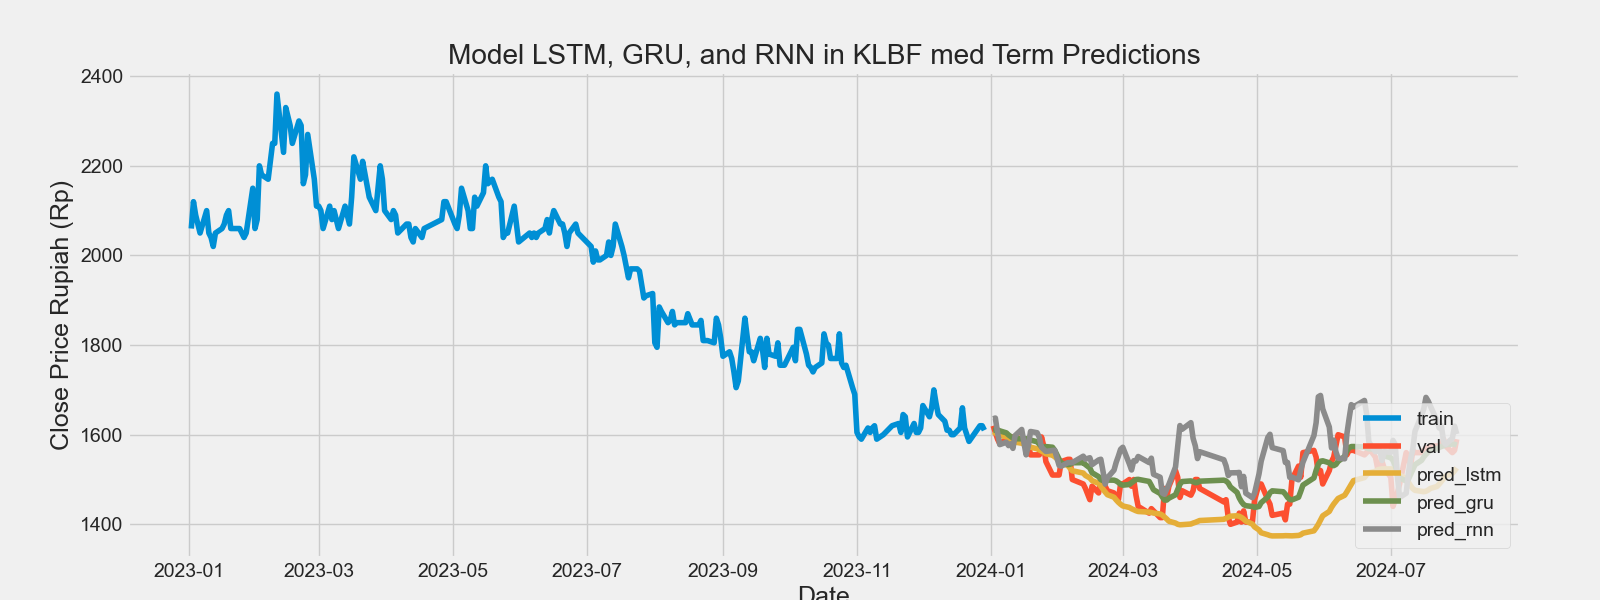 Model LSTM, GRU, and RNN in KLBF med Term Predictions
Close Price Rupiah (Rp)
2400
2200
2000
1800
1600
1400
train
val
pred_lstm
pred_gru
pred_rnn
2023-01 2023-03 2023-05 2023-07 2023-09 2023-11 2024-01 2024-03 2024-05 2024-07
Date